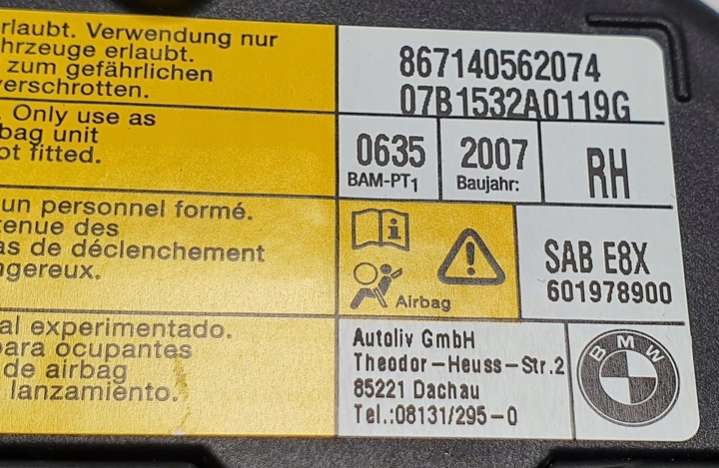 erlaubt. Verwendung nur
hrzeuge erlaubt.
zum gefährlichen
verschrotten.
Only use as
bag unit
ot fitted.
un personnel formé.
tenue des
as de déclenchement
ngereux.
al experimentado.
para ocupantes
de airbag
lanzamiento.
867140562074
07B1532A0119G
0635
BAM-PT1
2007
Baujahr:
RH
i
!
Airbag
SAB E8X
601978900
Autoliv GmbH
Theodor-Heuss-Str.2
85221 Dachau
Tel.:08131/295-0
BMW